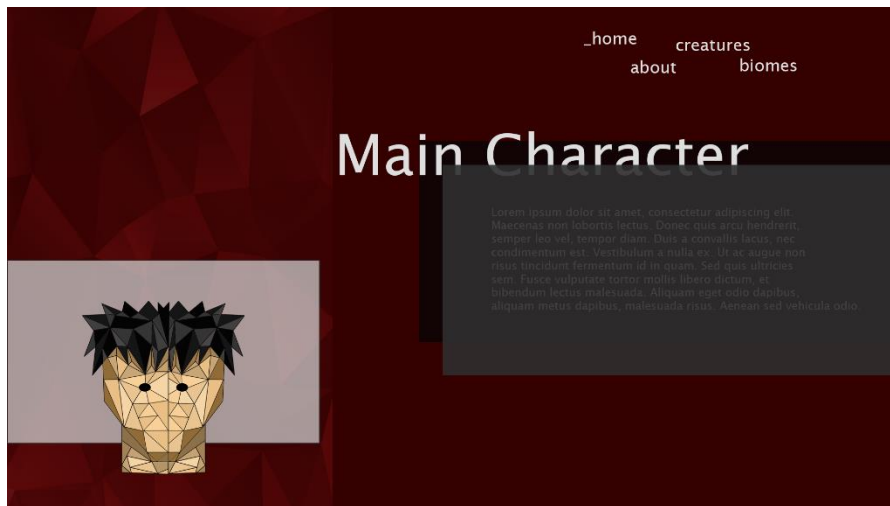 _home
creatures
about
biomes
Main Character
Lorem ipsum dolor sit amet, consectetur adipiscing elit.
Maecenas non lobortis lectus. Donec quis arcu hendrerit,
semper leo vel, tempor diam. Duis a convallis lacus, nec
condimentum est. Vestibulum a nulla ex. Ut ac augue non
risus tincidunt fermentum id in quam. Sed quis ultricies
sem. Fusce vulputate tortor mollis libero dictum, et
bibendum lectus malesuada. Aliquam eget odio dapibus,
aliquam metus dapibus, malesuada risus. Aenean sed vehicula odio.